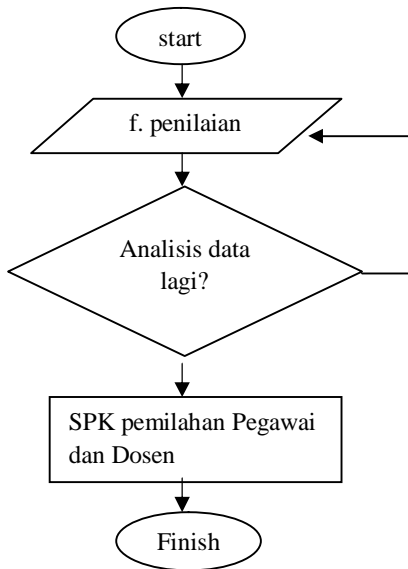 start
f. penilaian
Analisis data
lagi?
SPK pemilahan Pegawai
dan Dosen
Finish